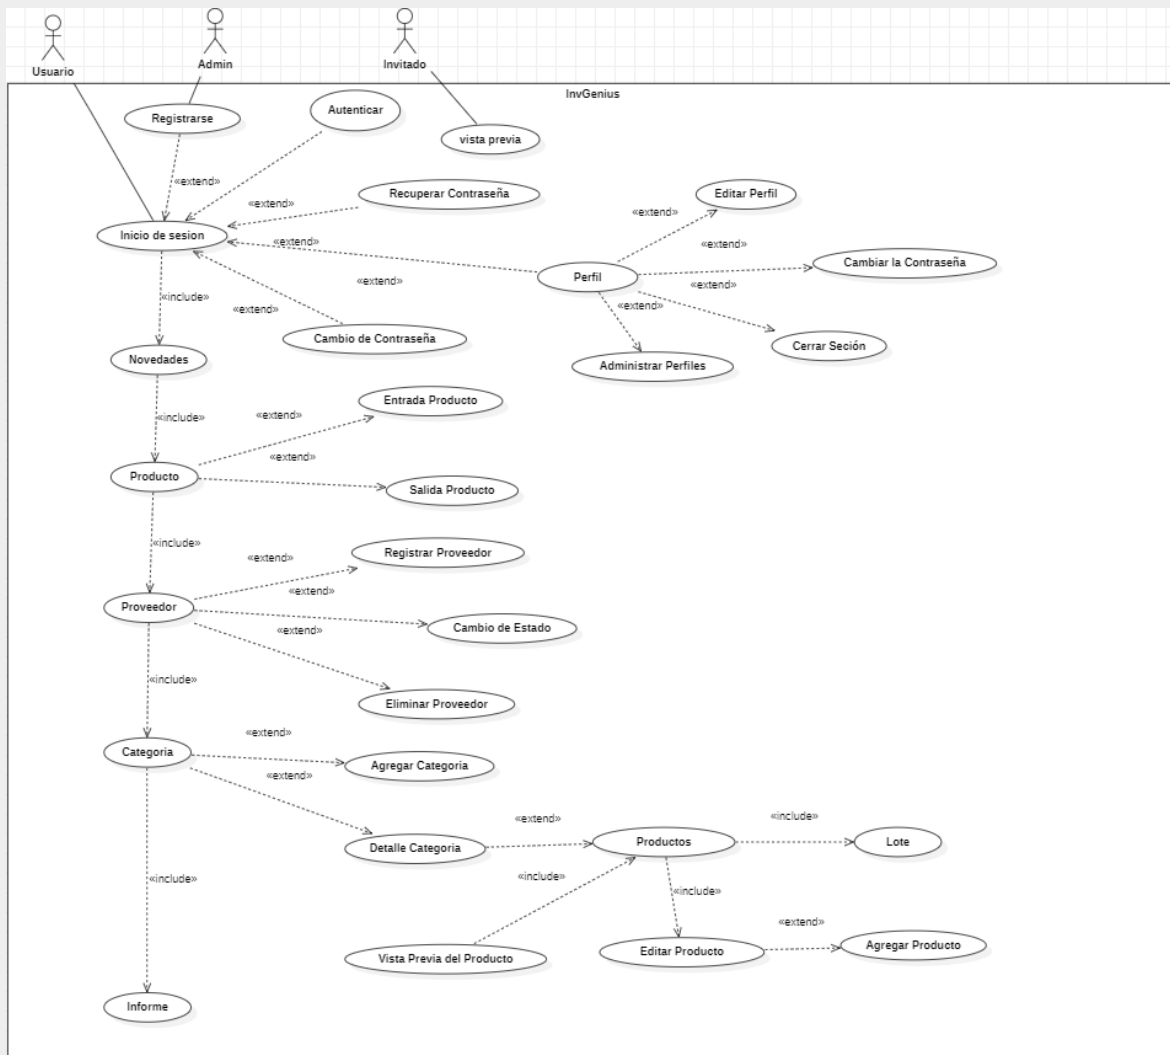 Usuario
Admin
Invitado
InvGenius
Registrarse
Autenticar
vista previa
«extend»
Recuperar Contraseña
Editar Perfil
«extend»
«extend»
Inicio de sesion
«extend»
«extend»
Cambiar la Contraseña
Perfil
«extend»
«extend»
«include»
«extend»
«extend»
Cambio de Contraseña
Cerrar Seción
Novedades
Administrar Perfiles
Entrada Producto
«include»
«extend»
«extend»
Producto
Salida Producto
«include»
Registrar Proveedor
«extend»
«extend»
Proveedor
Cambio de Estado
«extend»
«include»
Eliminar Proveedor
«extend»
Categoria
Agregar Categoria
«extend»
«extend»
«include»
Detalle Categoria
Productos
Lote
«include»
«include»
«include»
«extend»
Vista Previa del Producto
Editar Producto
Agregar Producto
Informe